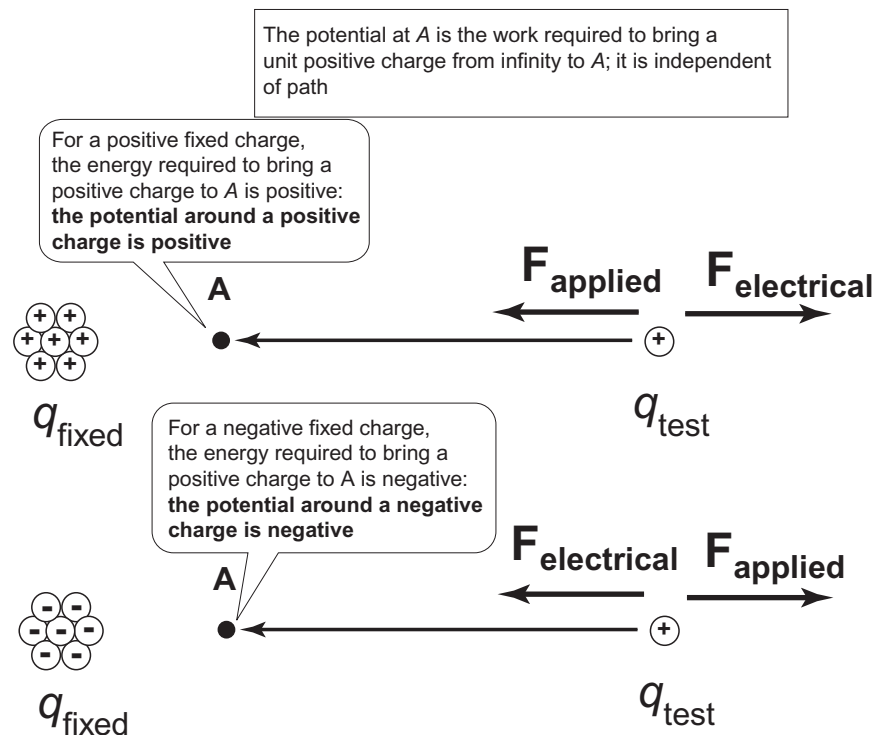 The potential at A is the work required to bring a
unit positive charge from infinity to A; it is independent
of path
For a positive fixed charge,
the energy required to bring a
positive charge to A is positive:
the potential around a positive
charge is positive
A
F applied
F electrical
+ +
+ + +
+ +
+
q fixed
q test
For a negative fixed charge,
the energy required to bring a
positive charge to A is negative:
the potential around a negative
charge is negative
A
F electrical
F applied
- -
- - -
- -
+
q fixed
q test